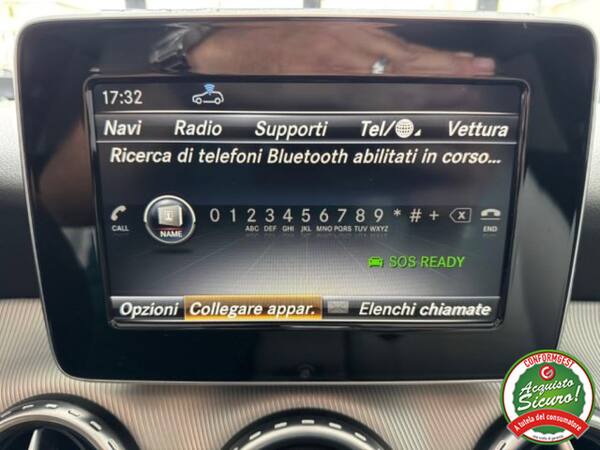 17:32
Navi Radio Supporti Tel/ Vettura
Ricerca di telefoni Bluetooth abilitati in corso...
CALL NAME 0 1 2 3 4 5 6 7 8 9 * # + END
ABC DEF GHI JKL MNO PQRS TUV WXYZ
SOS READY
Opzioni Collegare appar. Elenchi chiamate
CONFORMGEST
Acquisto
Sicuro!
A tutela del consumatore